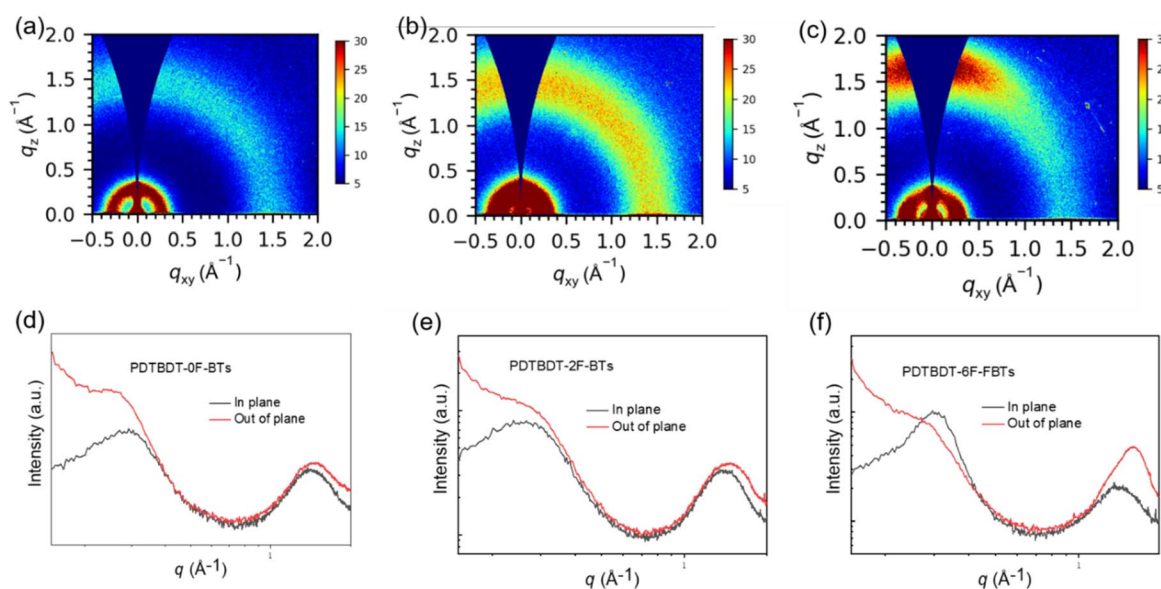 (a)
2.0
1.5
1.0
0.5
0.0
q_z (Å⁻¹)
−0.5 0.0 0.5 1.0 1.5 2.0
q_xy (Å⁻¹)
30
25
20
15
10
5
(b)
2.0
1.5
1.0
0.5
0.0
q_z (Å⁻¹)
−0.5 0.0 0.5 1.0 1.5 2.0
q_xy (Å⁻¹)
30
25
20
15
10
5
(c)
2.0
1.5
1.0
0.5
0.0
q_z (Å⁻¹)
−0.5 0.0 0.5 1.0 1.5 2.0
q_xy (Å⁻¹)
30
25
20
15
10
5
(d)
PDTBDT-0F-BTs
In plane
Out of plane
Intensity (a.u.)
1
q (Å-¹)
(e)
PDTBDT-2F-BTs
In plane
Out of plane
Intensity (a.u.)
1
q (Å-¹)
(f)
PDTBDT-6F-FBTs
In plane
Out of plane
Intensity (a.u.)
1
q (Å-¹)